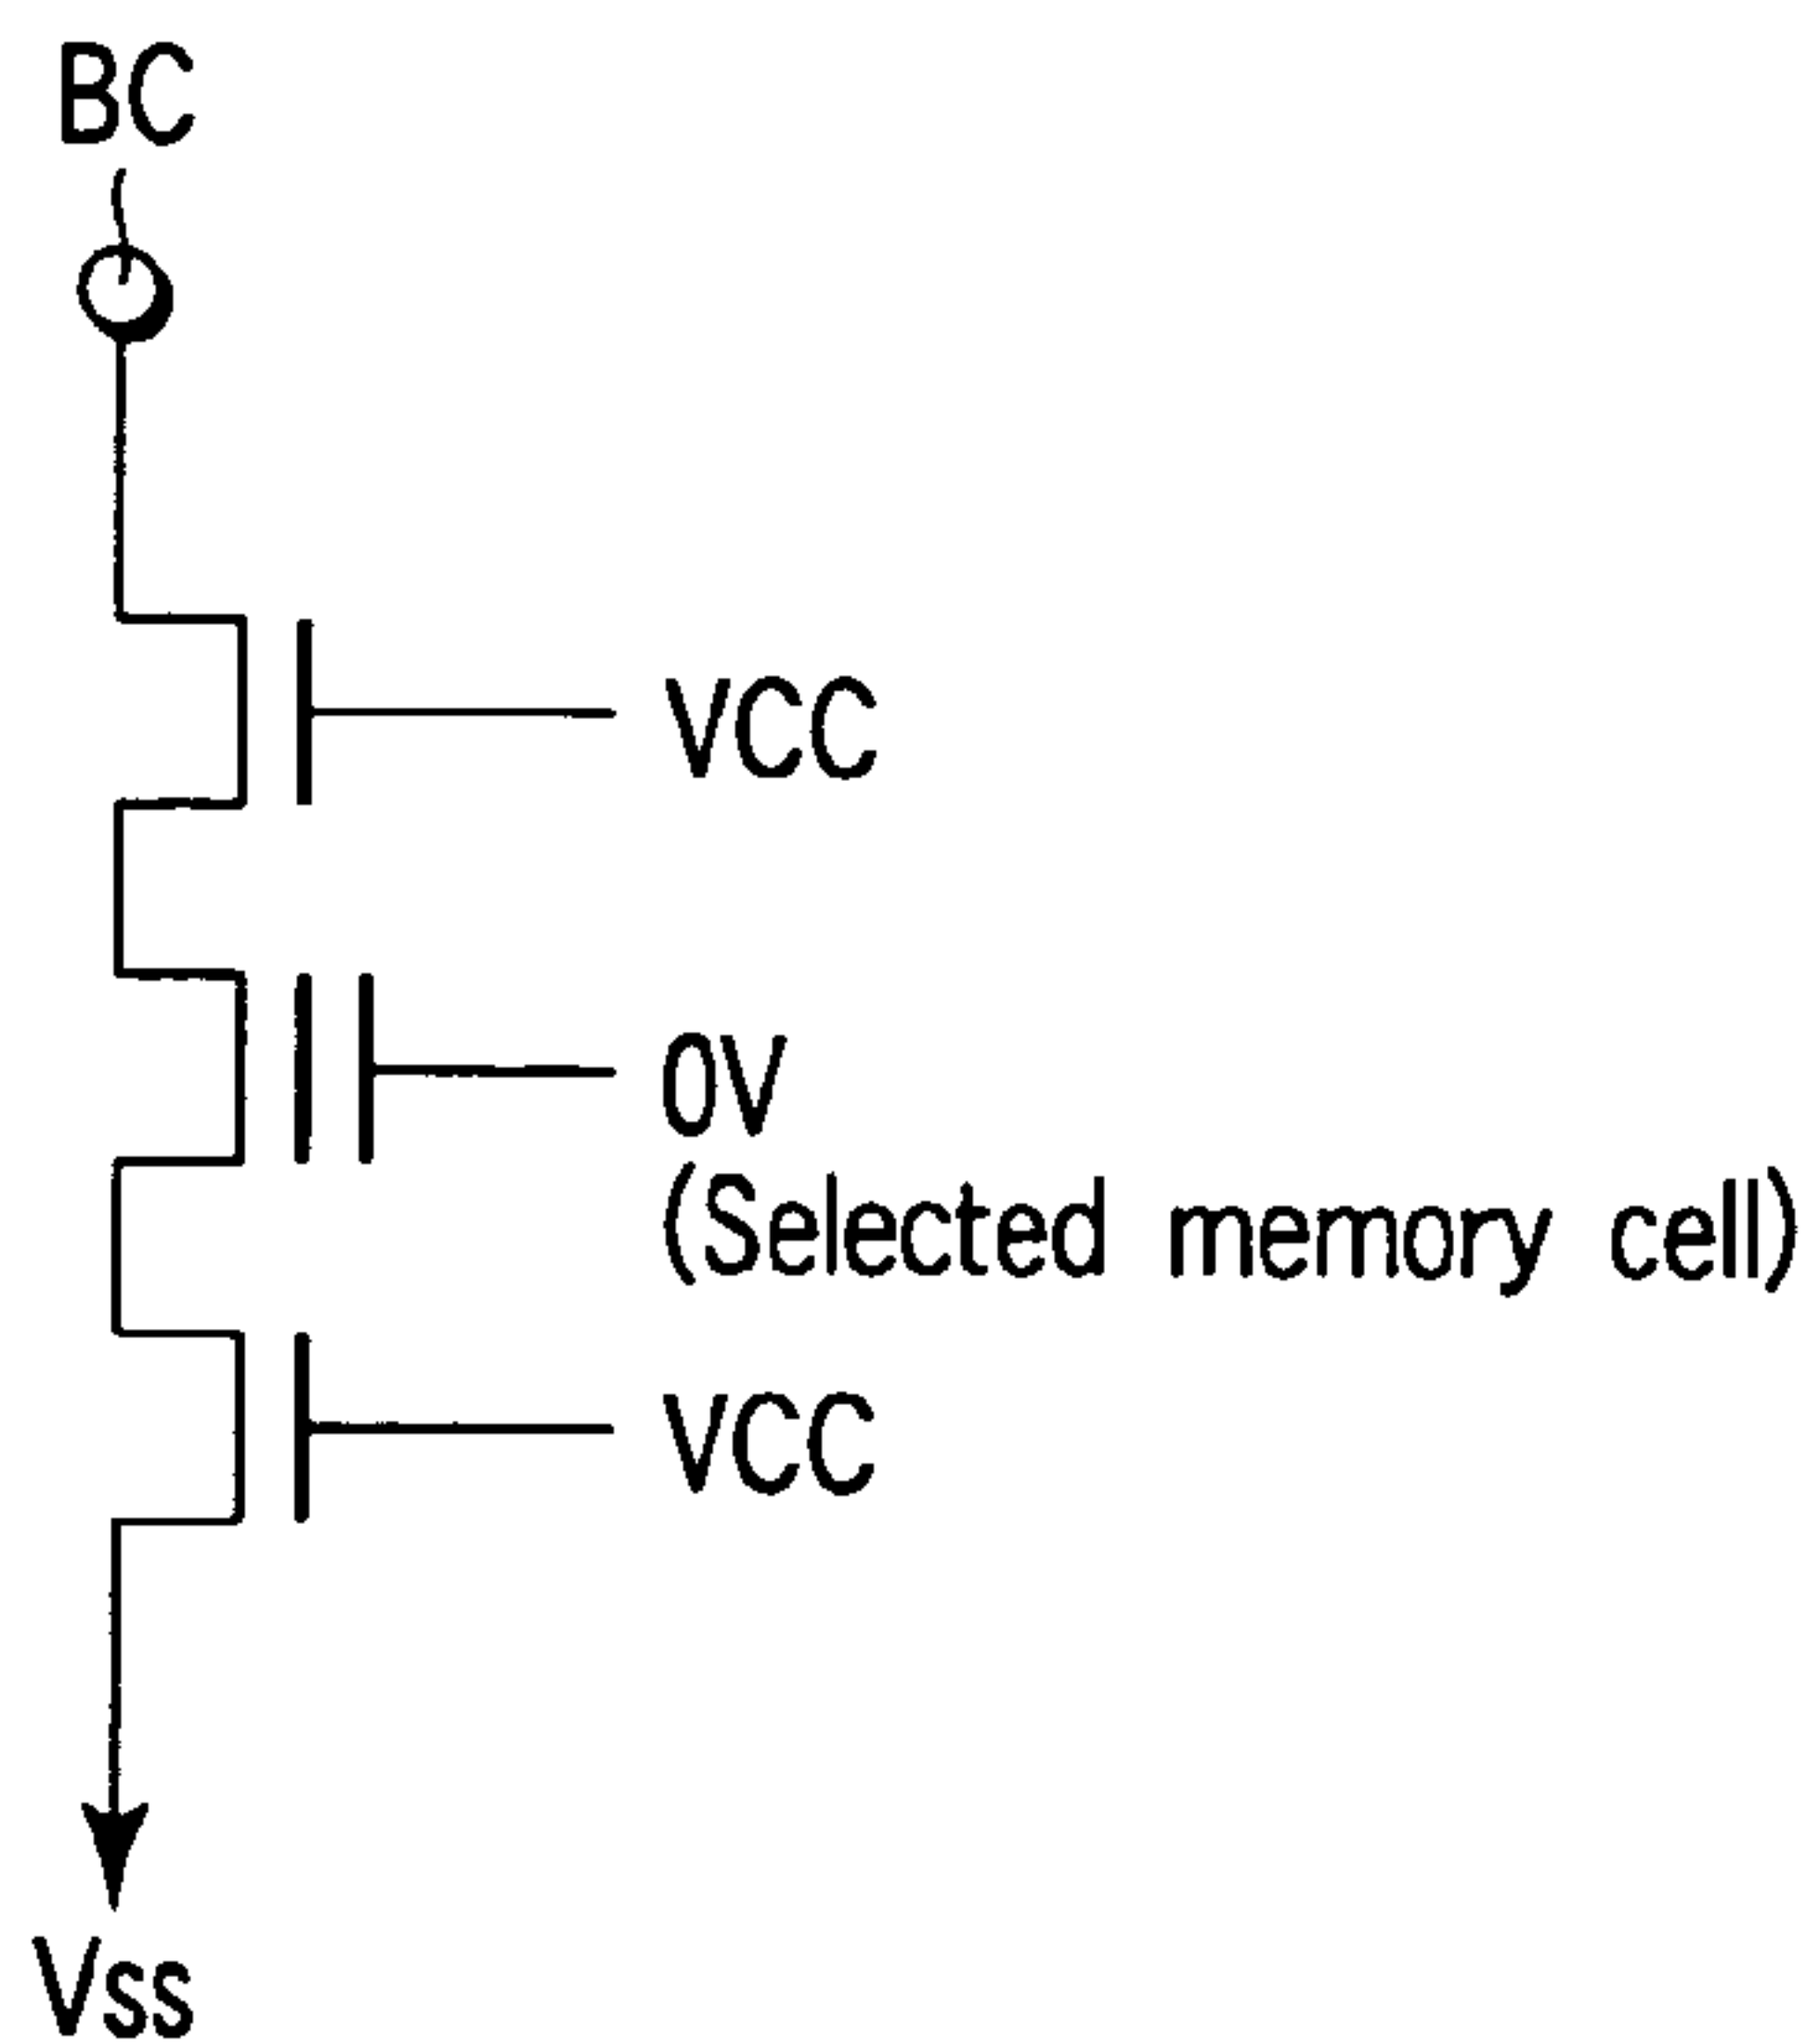 BC
VCC
0V
(Selected memory cell)
VCC
Vss